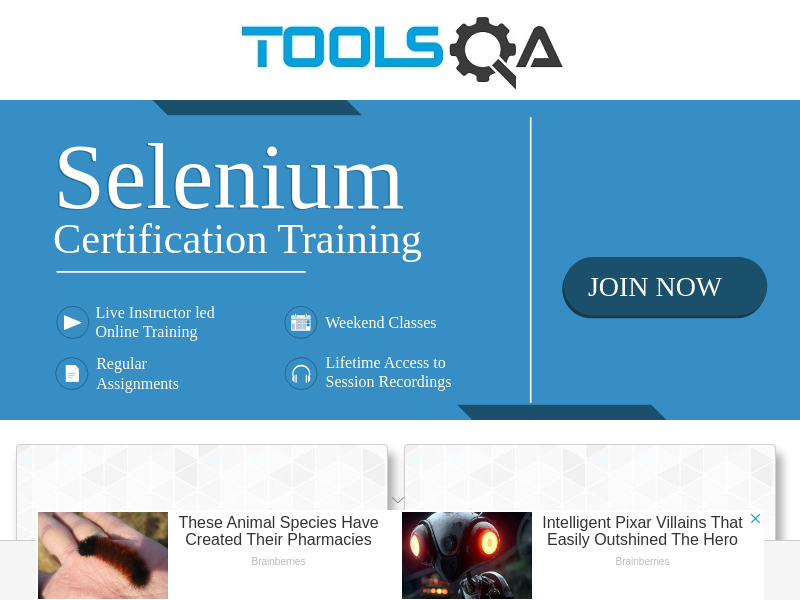 TOOLSQA
Selenium
Certification Training
JOIN NOW
Live Instructor led
Online Training
Weekend Classes
Regular
Assignments
Lifetime Access to
Session Recordings
These Animal Species Have
Created Their Pharmacies
Brainberries
Intelligent Pixar Villains That
Easily Outshined The Hero
Brainberries